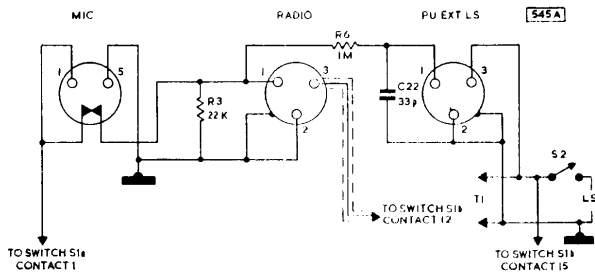 MIC RADIO PU EXT LS 545A
R6
1M
1 5 1 3 1 3
R3
22K
C22
33p
2 2
S2
T1 LS
TO SWITCH S1b
CONTACT 12
TO SWITCH S1a
CONTACT 1
TO SWITCH S1b
CONTACT 15